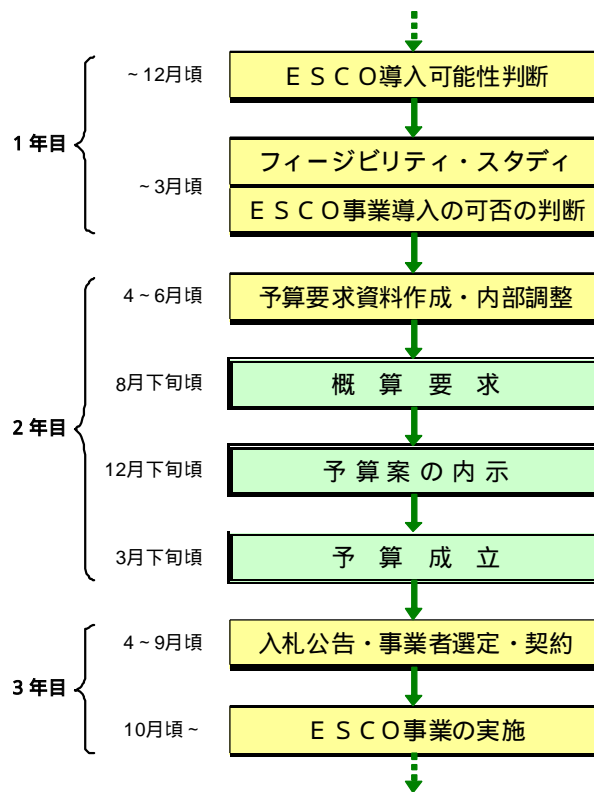 1年目
~12月頃
ESCO導入可能性判断
~3月頃
フィージビリティ・スタディ
ESCO事業導入の可否の判断
2年目
4~6月頃
予算要求資料作成・内部調整
8月下旬頃
概算要求
12月下旬頃
予算案の内示
3月下旬頃
予算成立
3年目
4~9月頃
入札公告・事業者選定・契約
10月頃~
ESCO事業の実施